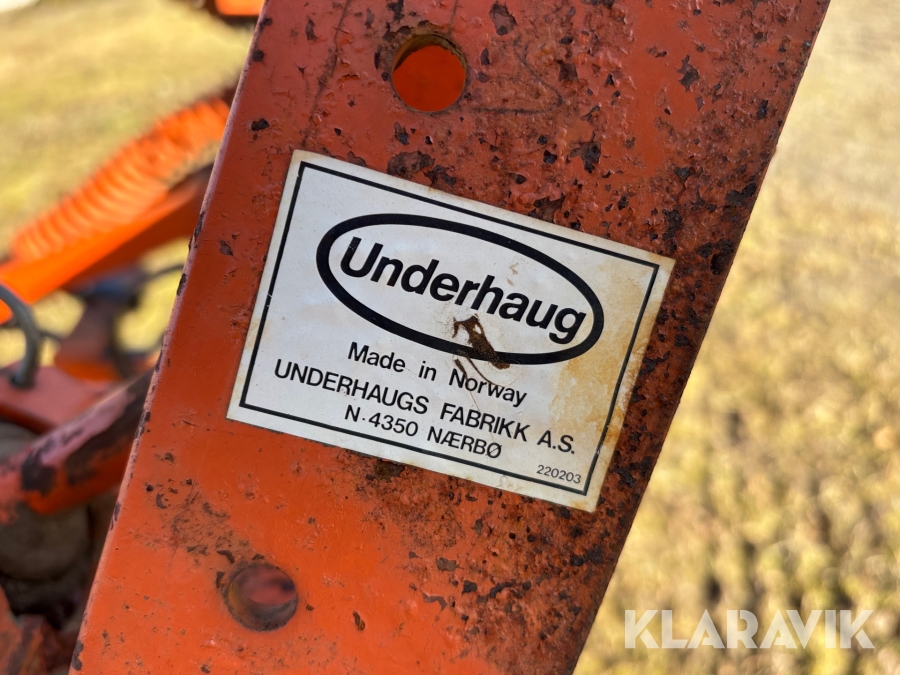 Underhaug
Made in Norway
UNDERHAUGS FABRIKK A.S.
N-4350 NÆRBØ
220203
KLARAVIK